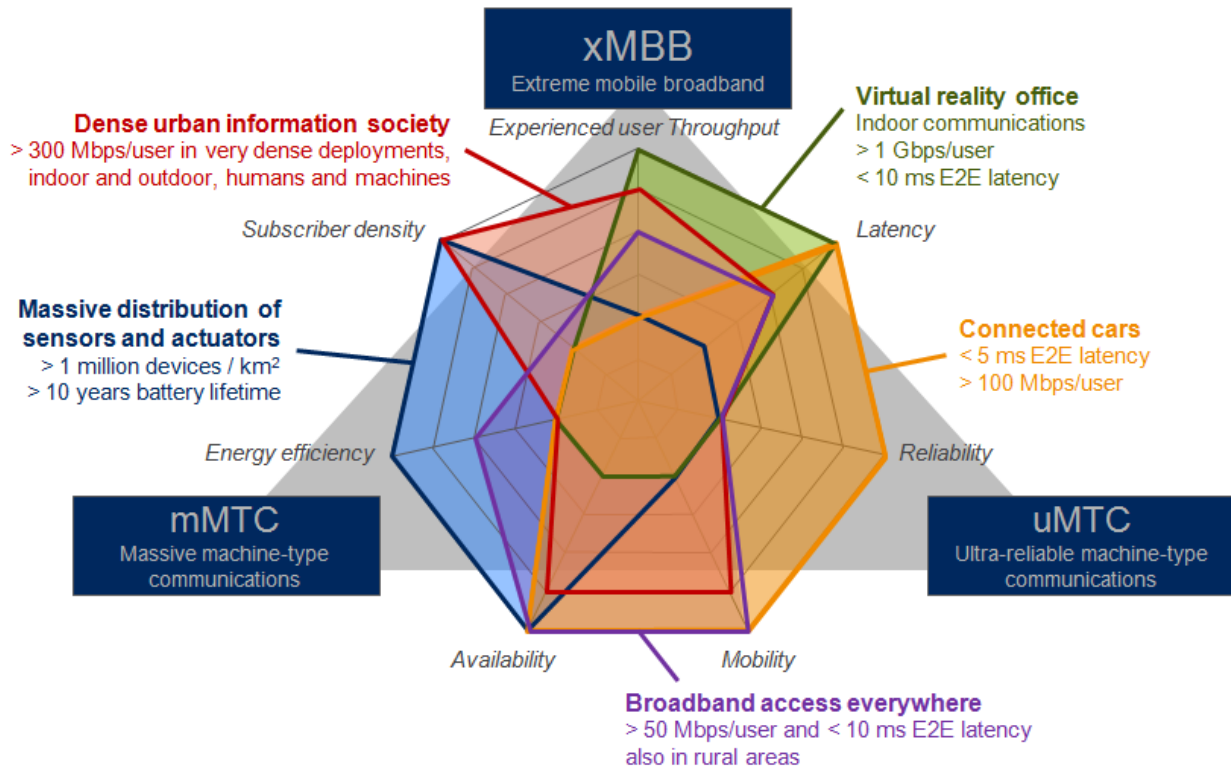 xMBB
Extreme mobile broadband
Experienced user Throughput
Dense urban information society
> 300 Mbps/user in very dense deployments,
indoor and outdoor, humans and machines
Virtual reality office
Indoor communications
> 1 Gbps/user
< 10 ms E2E latency
Subscriber density
Latency
Massive distribution of
sensors and actuators
> 1 million devices / km²
> 10 years battery lifetime
Connected cars
< 5 ms E2E latency
> 100 Mbps/user
Energy efficiency
Reliability
mMTC
Massive machine-type
communications
uMTC
Ultra-reliable machine-type
communications
Availability
Mobility
Broadband access everywhere
> 50 Mbps/user and < 10 ms E2E latency
also in rural areas